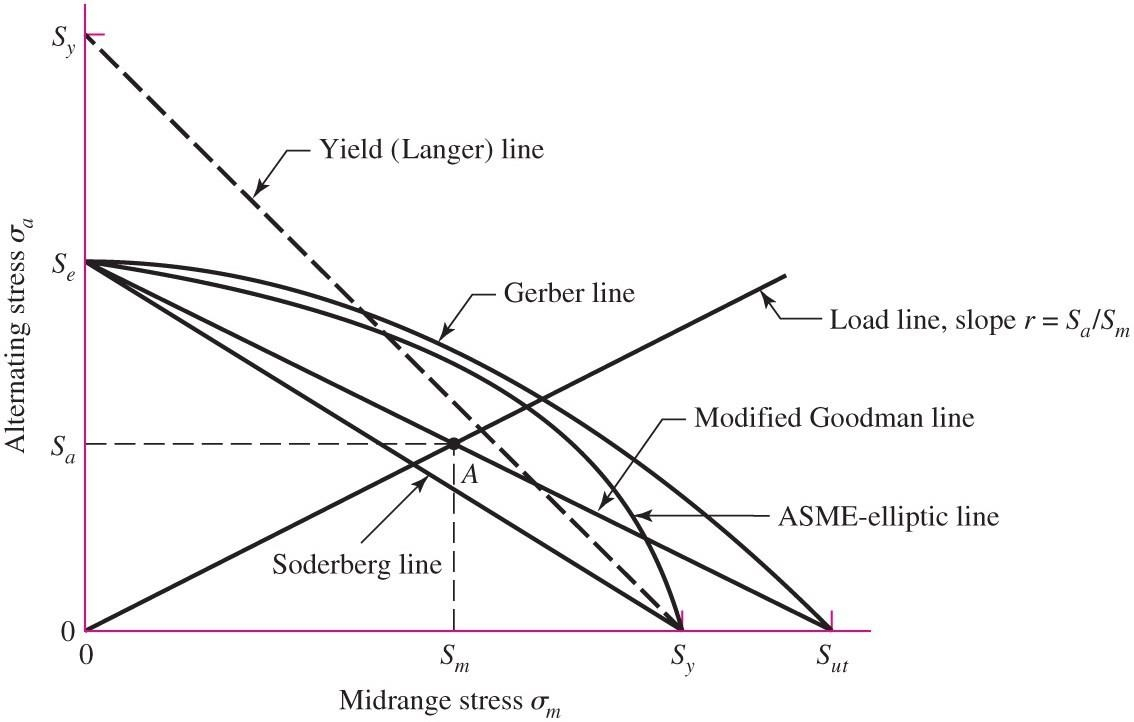 S_y
Yield (Langer) line
Alternating stress σ_a
S_e
Gerber line
Load line, slope r = S_a/S_m
Modified Goodman line
S_a
A
ASME-elliptic line
Soderberg line
0
0
S_m
S_y
S_ut
Midrange stress σ_m